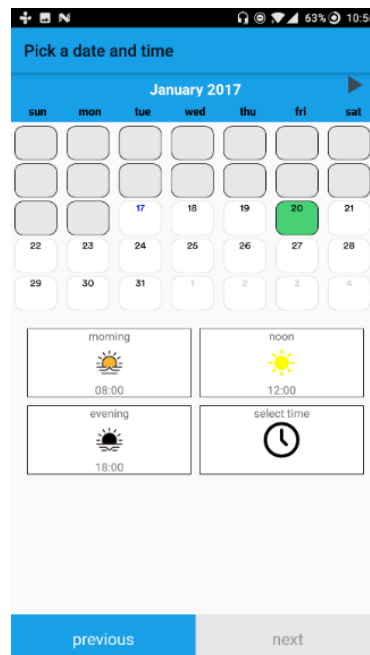 63% 10:5
Pick a date and time
January 2017
sun mon tue wed thu fri sat
17 18 19 20 21
22 23 24 25 26 27 28
29 30 31 1 2 3 4
morning noon
08:00 12:00
evening select time
18:00
previous next